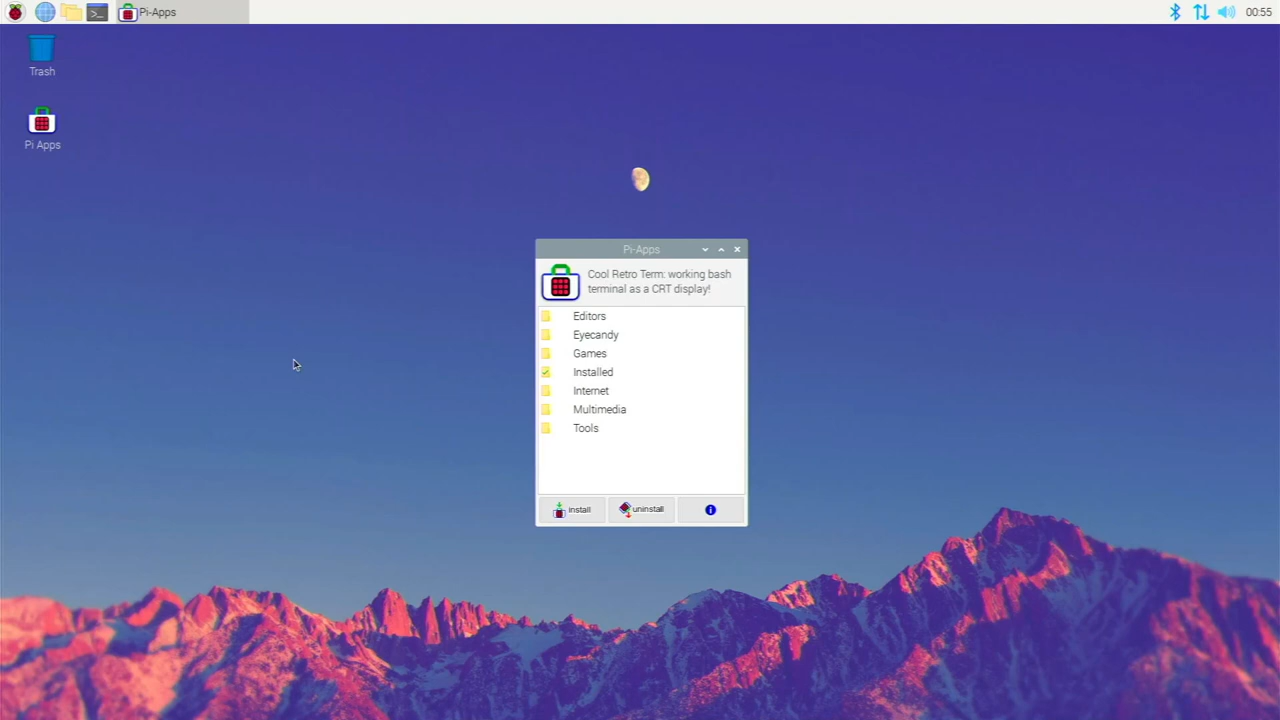 Pi-Apps
00:55
Trash
Pi Apps
Pi-Apps
Cool Retro Term: working bash
terminal as a CRT display!
Editors
Eyecandy
Games
Installed
Internet
Multimedia
Tools
install
uninstall